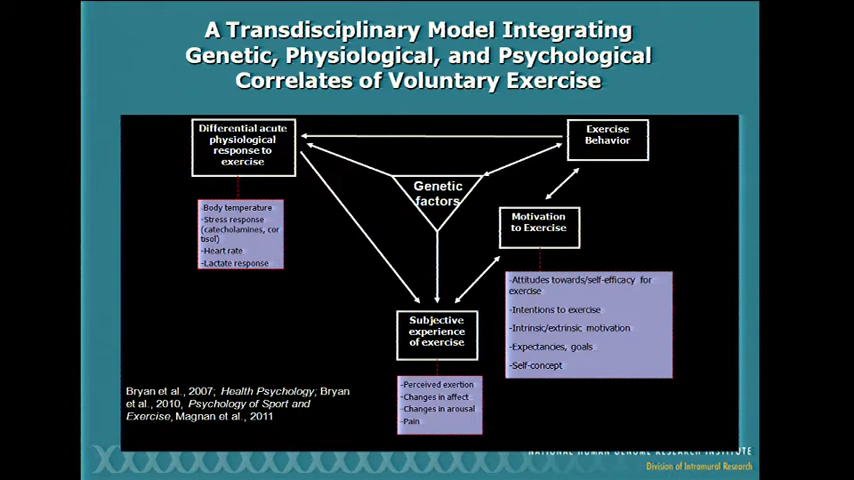 A Transdisciplinary Model Integrating
Genetic, Physiological, and Psychological
Correlates of Voluntary Exercise
Differential acute
physiological
response to
exercise
Exercise
Behavior
Genetic
factors
-Body temperature
-Stress response
(catecholamines, cor
tisol)
-Heart rate
-Lactate response
Motivation
to Exercise
-Attitudes towards/self-efficacy for
exercise
-Intentions to exercise
-Intrinsic/extrinsic motivation
-Expectancies, goals
-Self-concept
Subjective
experience
of exercise
-Perceived exertion
-Changes in affect
-Changes in arousal
-Pain
Bryan et al., 2007; Health Psychology; Bryan
et al., 2010, Psychology of Sport and
Exercise, Magnan et al., 2011
NATIONAL HUMAN GENOME RESEARCH INSTITUTE
Division of Intramural Research